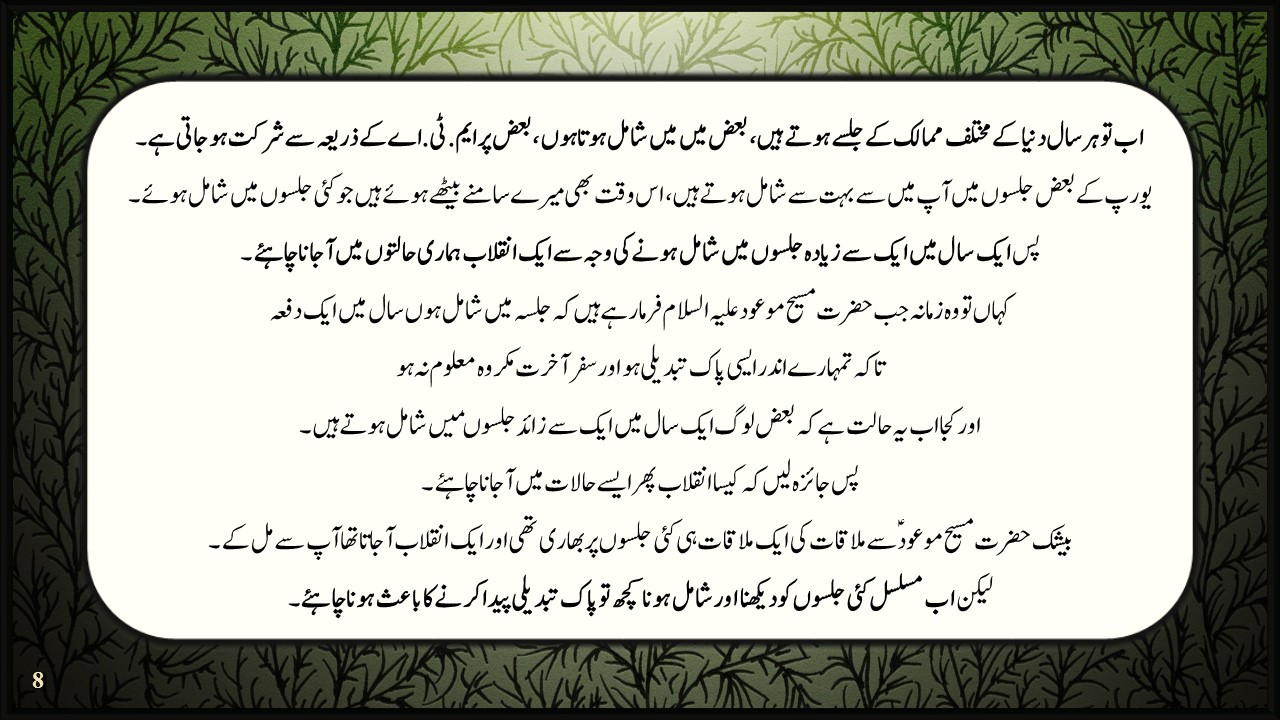 اب تو ہر سال دنیا کے مختلف ممالک کے جلسے ہوتے ہیں، بعض میں میں شامل ہوتا ہوں، بعض پر ایم.ٹی.اے کے ذریعہ سے شرکت ہو جاتی ہے۔
یورپ کے بعض جلسوں میں آپ میں سے بہت سے شامل ہوتے ہیں، اس وقت بھی میرے سامنے بیٹھے ہوئے ہیں جو کئی جلسوں میں شامل ہوئے۔
پس ایک سال میں ایک سے زیادہ جلسوں میں شامل ہونے کی وجہ سے ایک انقلاب ہماری حالتوں میں آ جانا چاہئے۔
کہاں تو وہ زمانہ جب حضرت مسیح موعود علیہ السلام فرما رہے ہیں کہ جلسہ میں شامل ہوں سال میں ایک دفعہ
تا کہ تمہارے اندر ایسی پاک تبدیلی ہو اور سفر آخرت مکروہ معلوم نہ ہو
اور کجا اب یہ حالت ہے کہ بعض لوگ ایک سال میں ایک سے زائد جلسوں میں شامل ہوتے ہیں۔
پس جائزہ لیں کہ کیسا انقلاب پھر ایسے حالات میں آ جانا چاہئے۔
بیشک حضرت مسیح موعودؑ سے ملاقات کی ایک ملاقات ہی کئی جلسوں پر بھاری تھی اور ایک انقلاب آ جاتا تھا آپ سے مل کے۔
لیکن اب مسلسل کئی جلسوں کو دیکھنا اور شامل ہونا کچھ تو پاک تبدیلی پیدا کرنے کا باعث ہونا چاہئے۔
8